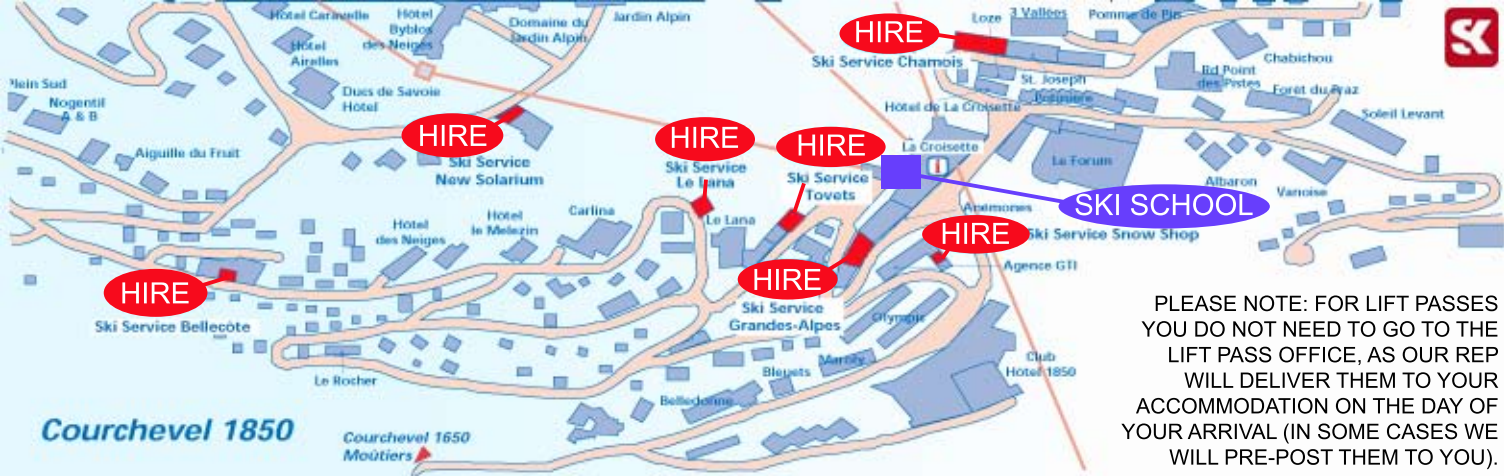 Hôtel Caravelle
Hôtel
Byblos
des Neiges
Domaine du
Jardin Alpin
Jardin Alpin
Hôtel
Airelles
Plein Sud
Nogentil
A & B
Ducs de Savoie
Hôtel
Aiguille du Fruit
HIRE
Ski Service
New Solarium
HIRE
Ski Service
Le Lana
HIRE
Ski Service
Tovets
HIRE
Ski Service Chamois
Loze
3 Vallées
Pomme de Pin
SK
Chabichou
Rd Point
des Pistes
St. Joseph
Forêt du Praz
Hôtel de La Croisette
Potinière
Soleil Levant
La Croisette
i
Le Forum
Albaron
Vanoise
SKI SCHOOL
Anémones
HIRE
Ski Service Snow Shop
Agence GTI
Le Lana
Carlina
Hôtel
le Melezin
Hôtel
des Neiges
HIRE
Ski Service Bellecôte
HIRE
Ski Service
Grandes-Alpes
P
Olympic
Maroly
Bleuets
Belledonne
Le Rocher
Club
Hotel 1850
Courchevel 1850
Courchevel 1650
Moûtiers
PLEASE NOTE: FOR LIFT PASSES
YOU DO NOT NEED TO GO TO THE
LIFT PASS OFFICE, AS OUR REP
WILL DELIVER THEM TO YOUR
ACCOMMODATION ON THE DAY OF
YOUR ARRIVAL (IN SOME CASES WE
WILL PRE-POST THEM TO YOU).